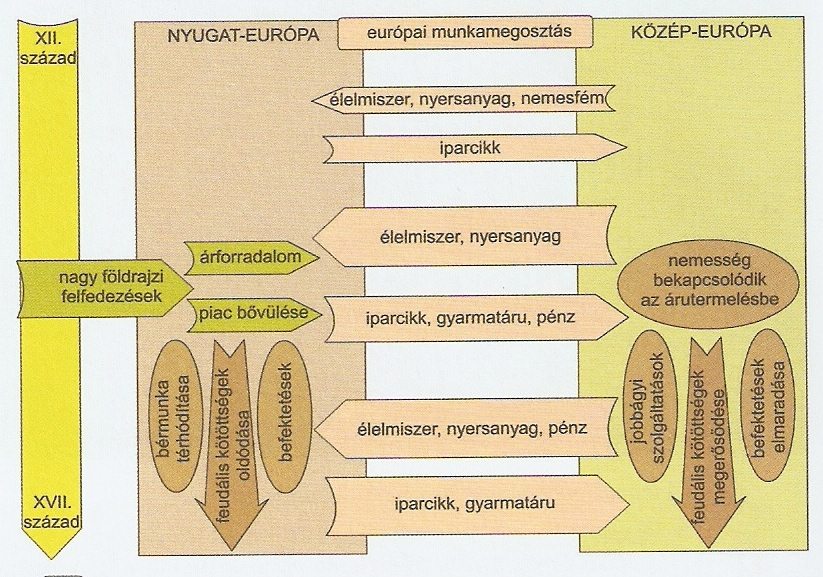 XII.
század
NYUGAT-EURÓPA
európai munkamegosztás
KÖZÉP-EURÓPA
élelmiszer, nyersanyag, nemesfém
iparcikk
élelmiszer, nyersanyag
árforradalom
nagy földrajzi
felfedezések
piac bővülése
iparcikk, gyarmatáru, pénz
nemesség
bekapcsolódik
az árutermelésbe
bérmunka
térhódítása
feudális kötöttségek
oldódása
befektetések
élelmiszer, nyersanyag, pénz
jobbágyi
szolgáltatások
feudális kötöttségek
megerősödése
befektetések
elmaradása
iparcikk, gyarmatáru
XVII.
század